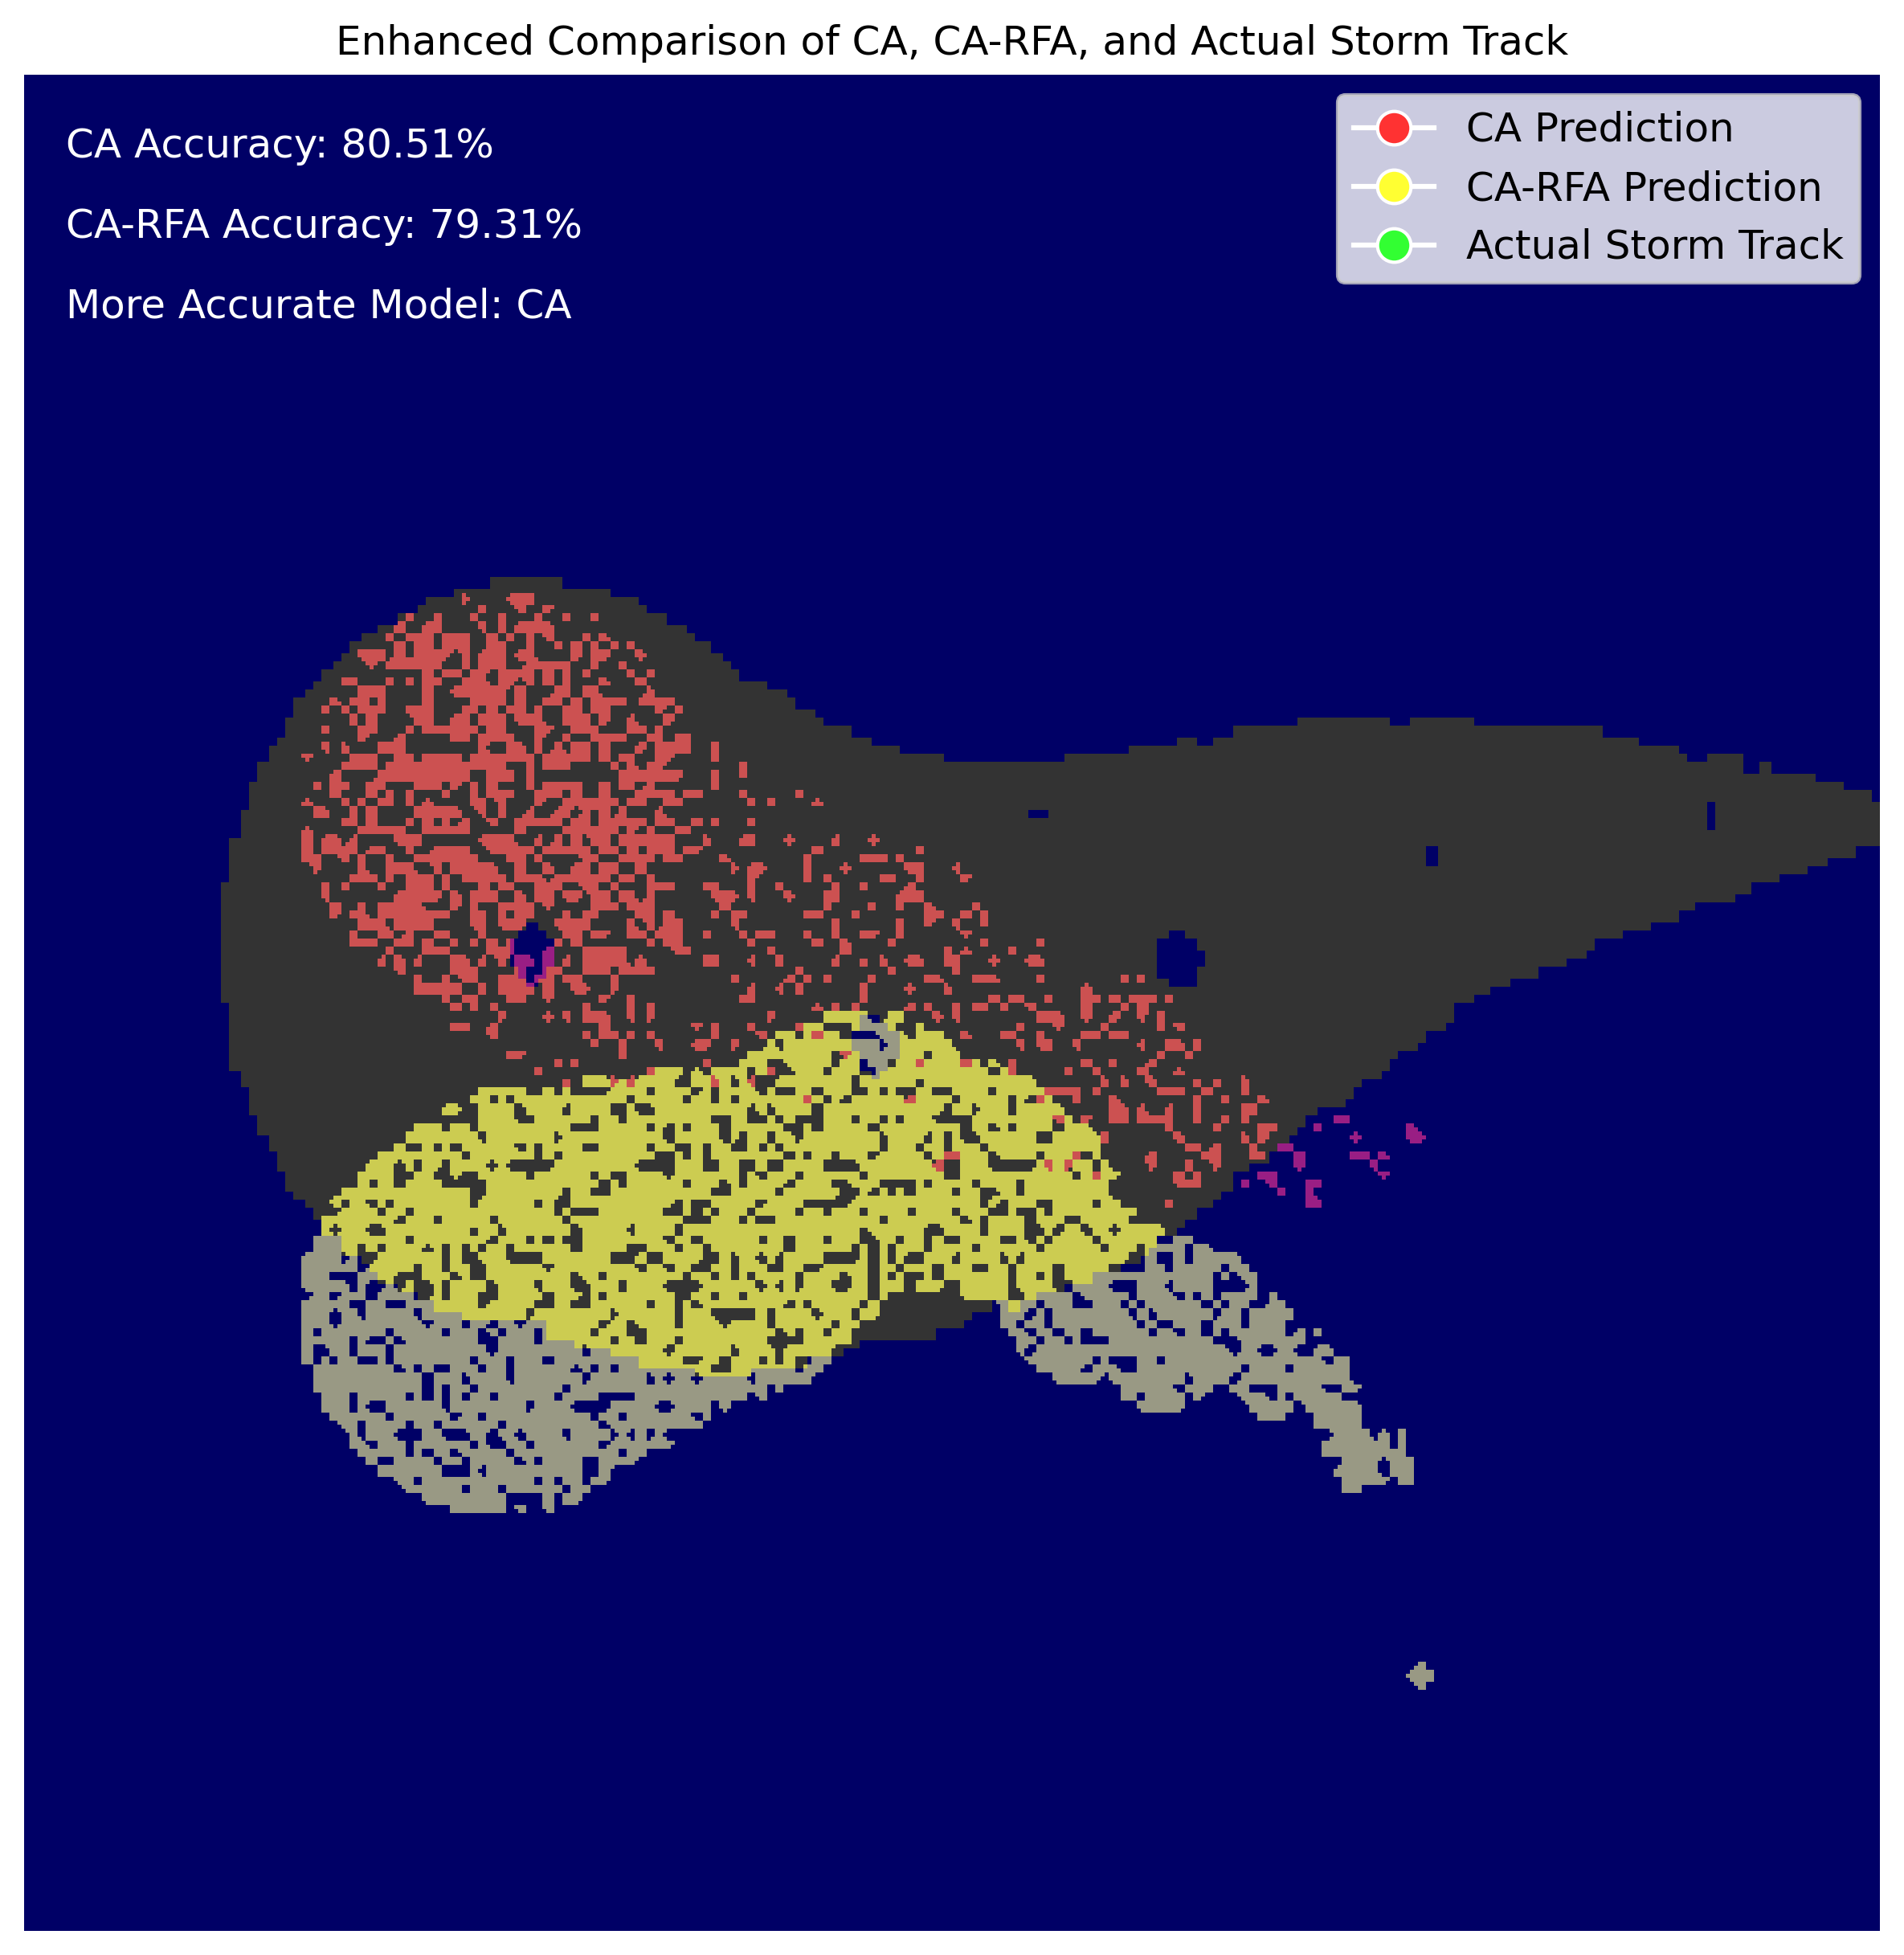 Enhanced Comparison of CA, CA-RFA, and Actual Storm Track
CA Accuracy: 80.51%
CA-RFA Accuracy: 79.31%
More Accurate Model: CA
CA Prediction
CA-RFA Prediction
Actual Storm Track